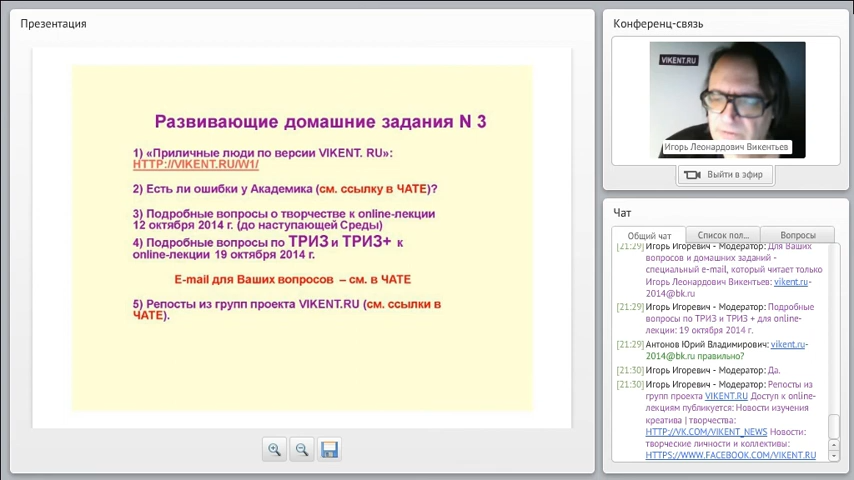 Презентация
Развивающие домашние задания N 3
1) «Приличные люди по версии VIKENT. RU»:
HTTP://VIKENT.RU/W1/
2) Есть ли ошибки у Академика (см. ссылку в ЧАТЕ)?
3) Подробные вопросы о творчестве к online-лекции
12 октября 2014 г. (до наступающей Среды)
4) Подробные вопросы по ТРИЗ и ТРИЗ+ к
online-лекции 19 октября 2014 г.
E-mail для Ваших вопросов – см. в ЧАТЕ
5) Репосты из групп проекта VIKENT.RU (см. ссылки в
ЧАТЕ).
Конференц-связь
VIKENT.RU
Игорь Леонардович Викентьев
Выйти в эфир
Чат
Общий чат
Список пол...
Вопросы
[21:29] Игорь Игоревич - Модератор: Для Ваших
вопросов и домашних заданий -
специальный e-mail, который читает только
Игорь Леонардович Викентьев: vikent.ru-
2014@bk.ru
[21:29] Игорь Игоревич - Модератор: Подробные
вопросы по ТРИЗ и ТРИЗ + для online-
лекции: 19 октября 2014 г.
[21:29] Антонов Юрий Владимирович: vikent.ru-
2014@bk.ru правильно?
[21:30] Игорь Игоревич - Модератор: Да.
[21:30] Игорь Игоревич - Модератор: Репосты из
групп проекта VIKENT.RU Доступ к online-
лекциям публикуется: Новости изучения
креатива | творчества:
HTTP://VK.COM/VIKENT_NEWS Новости:
творческие личности и коллективы:
HTTPS://WWW.FACEBOOK.COM/VIKENT.RU